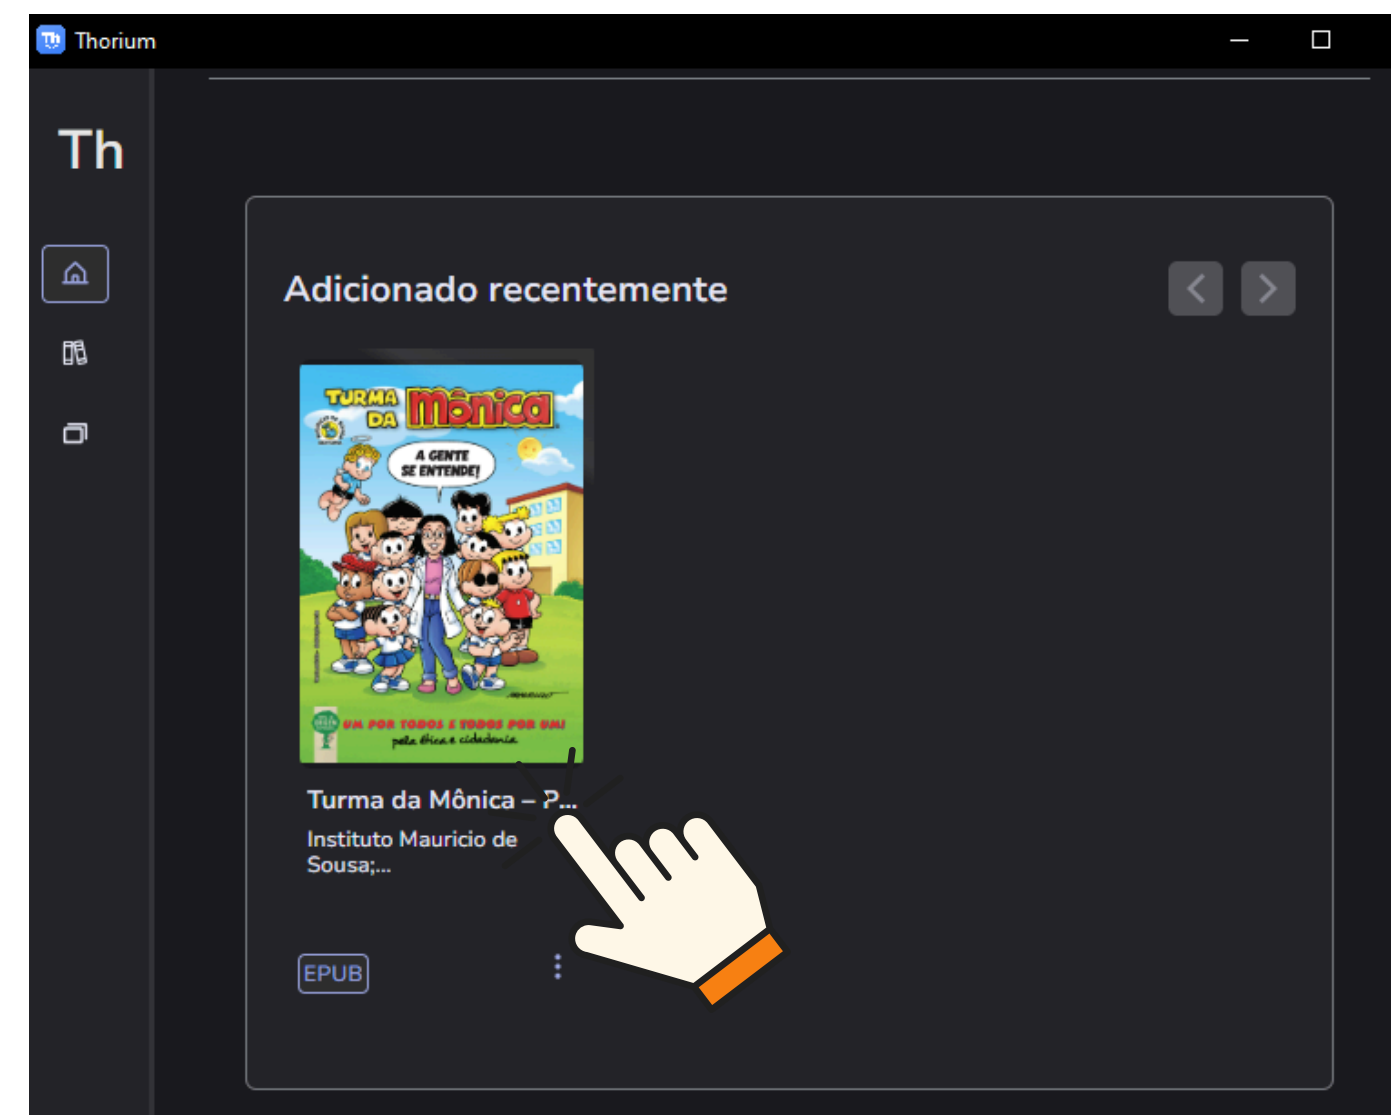 Thorium
Th
Adicionado recentemente
TURMA
DA Mônica
A GENTE
SE ENTENDE!
UM POR TODOS E TODOS POR UM!
pela ética e cidadania
Turma da Mônica – P...
Instituto Mauricio de
Sousa;...
EPUB